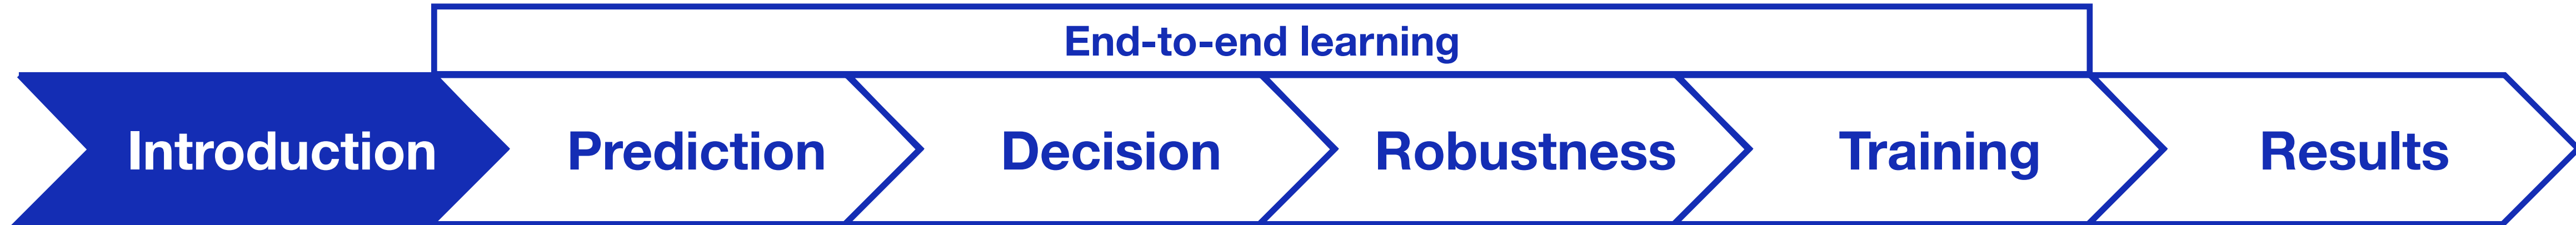 End-to-end learning
Introduction Prediction Decision Robustness Training Results